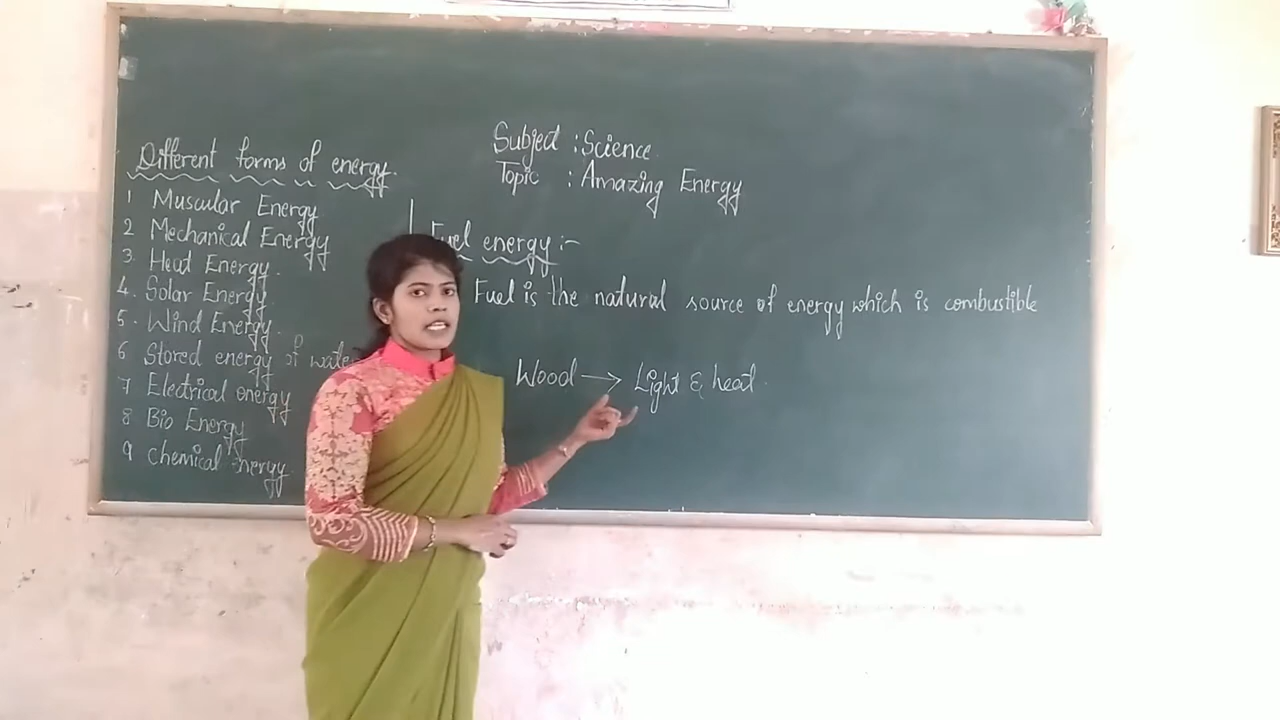 Subject : Science
Topic : Amazing Energy
Different forms of energy.
1 Muscular Energy
2 Mechanical Energy
3. Heat Energy.
4. Solar Energy
5. Wind Energy.
6 Stored energy of water
7 Electrical energy
8 Bio Energy
9 chemical energy
Fuel energy :-
Fuel is the natural source of energy which is combustible
Wood → Light & heat.